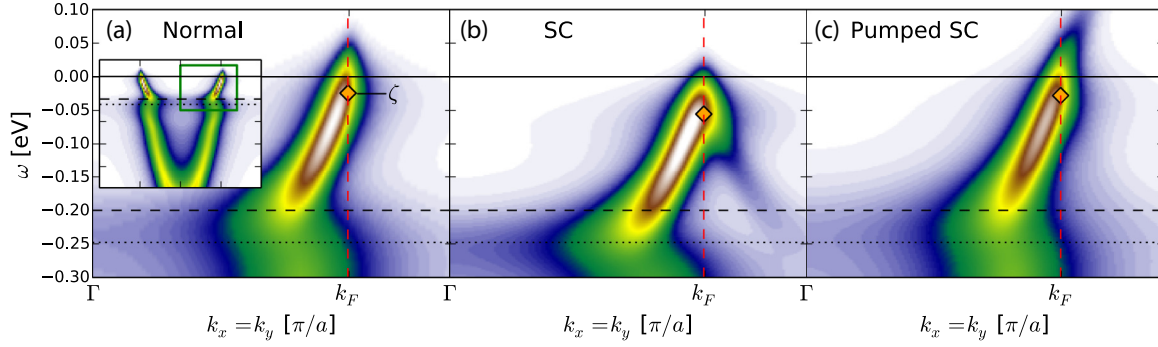 (a) Normal
(b) SC
(c) Pumped SC
ω [eV]
0.10
0.05
0.00
−0.05
−0.10
−0.15
−0.20
−0.25
−0.30
ζ
Γ k_F Γ k_F Γ k_F
k_x = k_y [π/a] k_x = k_y [π/a] k_x = k_y [π/a]